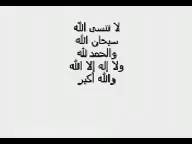 لا تنسى الله
سبحان الله
والحمد لله
ولا إله إلا الله
والله أكبر